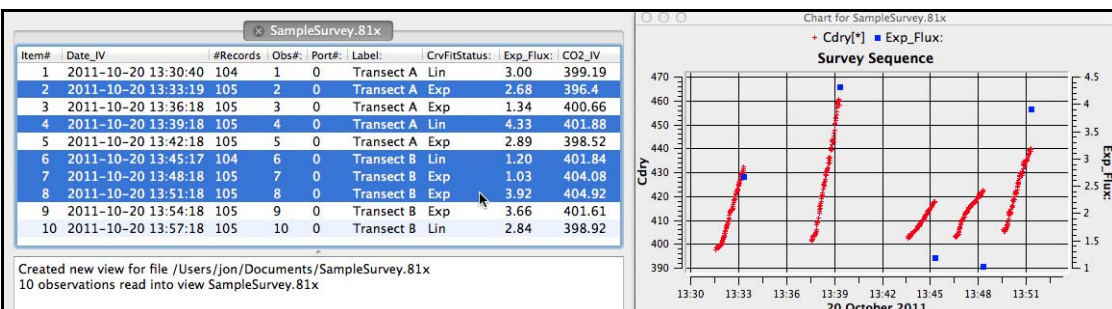 SampleSurvey.81x
Item# Date_IV #Records Obs#: Port#: Label: CrvFitStatus: Exp_Flux: CO2_IV
1 2011-10-20 13:30:40 104 1 0 Transect A Lin 3.00 399.19
2 2011-10-20 13:33:19 105 2 0 Transect A Exp 2.68 396.4
3 2011-10-20 13:36:18 105 3 0 Transect A Exp 1.34 400.66
4 2011-10-20 13:39:18 105 4 0 Transect A Lin 4.33 401.88
5 2011-10-20 13:42:18 105 5 0 Transect A Exp 2.89 398.52
6 2011-10-20 13:45:17 104 6 0 Transect B Lin 1.20 401.84
7 2011-10-20 13:48:18 105 7 0 Transect B Exp 1.03 404.08
8 2011-10-20 13:51:18 105 8 0 Transect B Exp 3.92 404.92
9 2011-10-20 13:54:18 105 9 0 Transect B Exp 3.66 401.61
10 2011-10-20 13:57:18 105 10 0 Transect B Lin 2.84 398.92
Created new view for file /Users/jon/Documents/SampleSurvey.81x
10 observations read into view SampleSurvey.81x
Chart for SampleSurvey.81x
Cdry[*] Exp_Flux:
Survey Sequence
470
460
450
440
430
420
410
400
390
Cdry
4.5
4
3.5
3
2.5
2
1.5
1
Exp_Flux:
13:30 13:33 13:36 13:39 13:42 13:45 13:48 13:51
20 October 2011